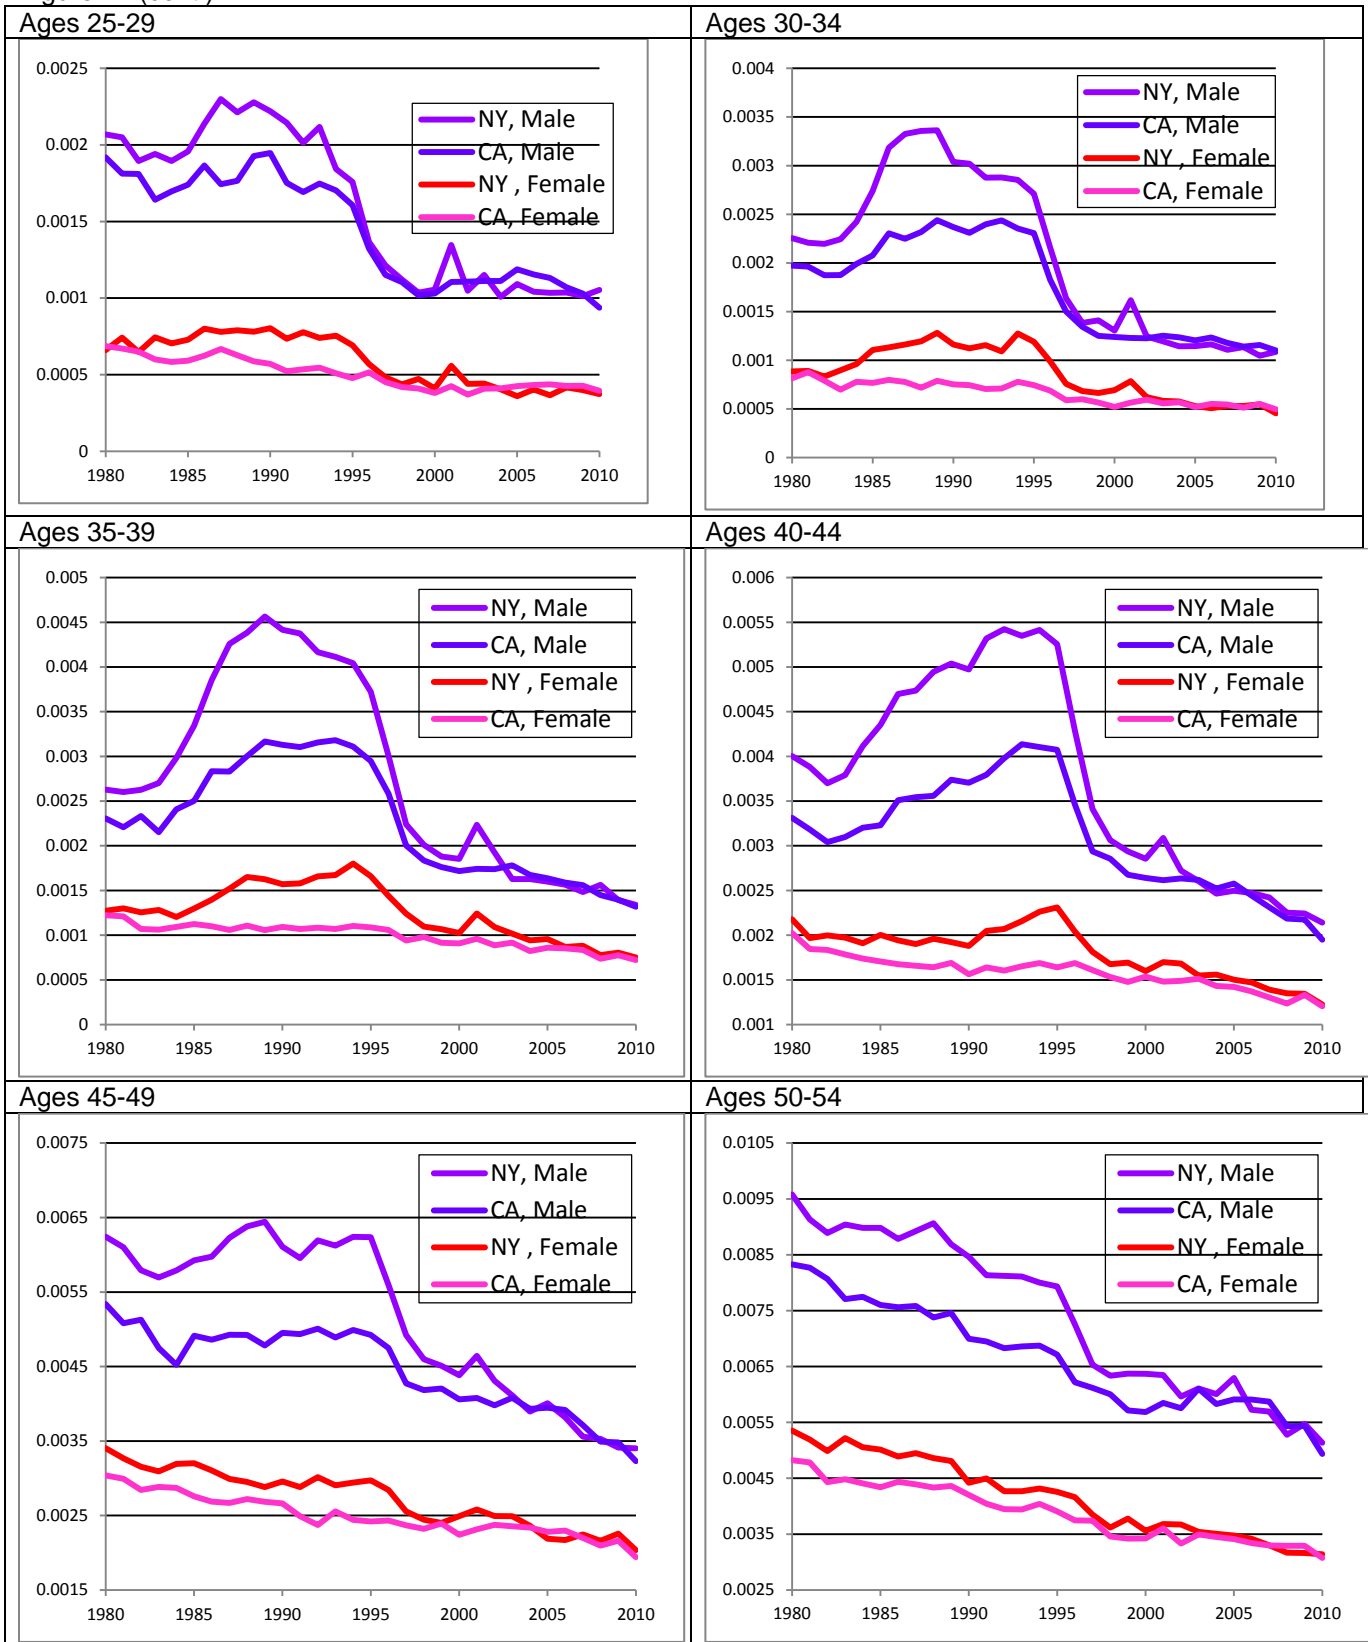 Ages 25-29
0.0025
0.002
0.0015
0.001
0.0005
0
1980 1985 1990 1995 2000 2005 2010
NY, Male
CA, Male
NY , Female
CA, Female
Ages 30-34
0.004
0.0035
0.003
0.0025
0.002
0.0015
0.001
0.0005
0
1980 1985 1990 1995 2000 2005 2010
NY, Male
CA, Male
NY , Female
CA, Female
Ages 35-39
0.005
0.0045
0.004
0.0035
0.003
0.0025
0.002
0.0015
0.001
0.0005
0
1980 1985 1990 1995 2000 2005 2010
NY, Male
CA, Male
NY , Female
CA, Female
Ages 40-44
0.006
0.0055
0.005
0.0045
0.004
0.0035
0.003
0.0025
0.002
0.0015
0.001
1980 1985 1990 1995 2000 2005 2010
NY, Male
CA, Male
NY , Female
CA, Female
Ages 45-49
0.0075
0.0065
0.0055
0.0045
0.0035
0.0025
0.0015
1980 1985 1990 1995 2000 2005 2010
NY, Male
CA, Male
NY , Female
CA, Female
Ages 50-54
0.0105
0.0095
0.0085
0.0075
0.0065
0.0055
0.0045
0.0035
0.0025
1980 1985 1990 1995 2000 2005 2010
NY, Male
CA, Male
NY , Female
CA, Female